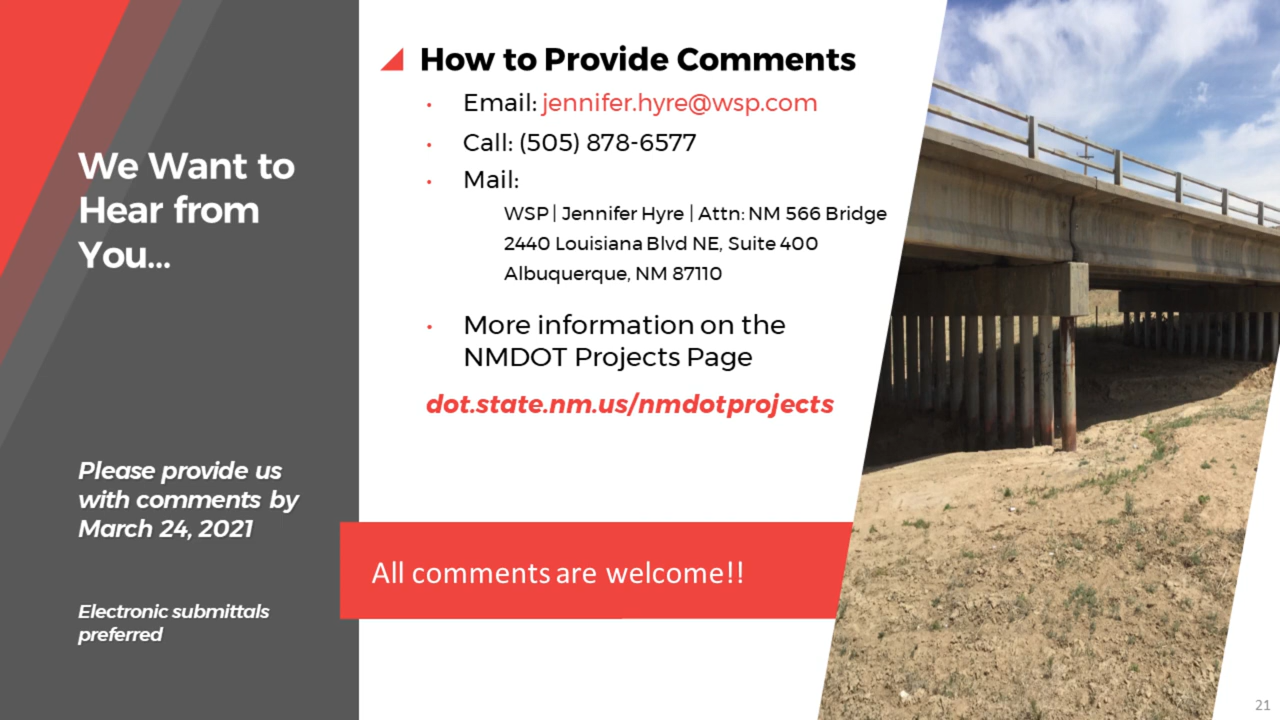 We Want to
Hear from
You...
Please provide us
with comments by
March 24, 2021
Electronic submittals
preferred
How to Provide Comments
• Email: jennifer.hyre@wsp.com
• Call: (505) 878-6577
• Mail:
WSP | Jennifer Hyre | Attn: NM 566 Bridge
2440 Louisiana Blvd NE, Suite 400
Albuquerque, NM 87110
• More information on the
NMDOT Projects Page
dot.state.nm.us/nmdotprojects
All comments are welcome!!
21